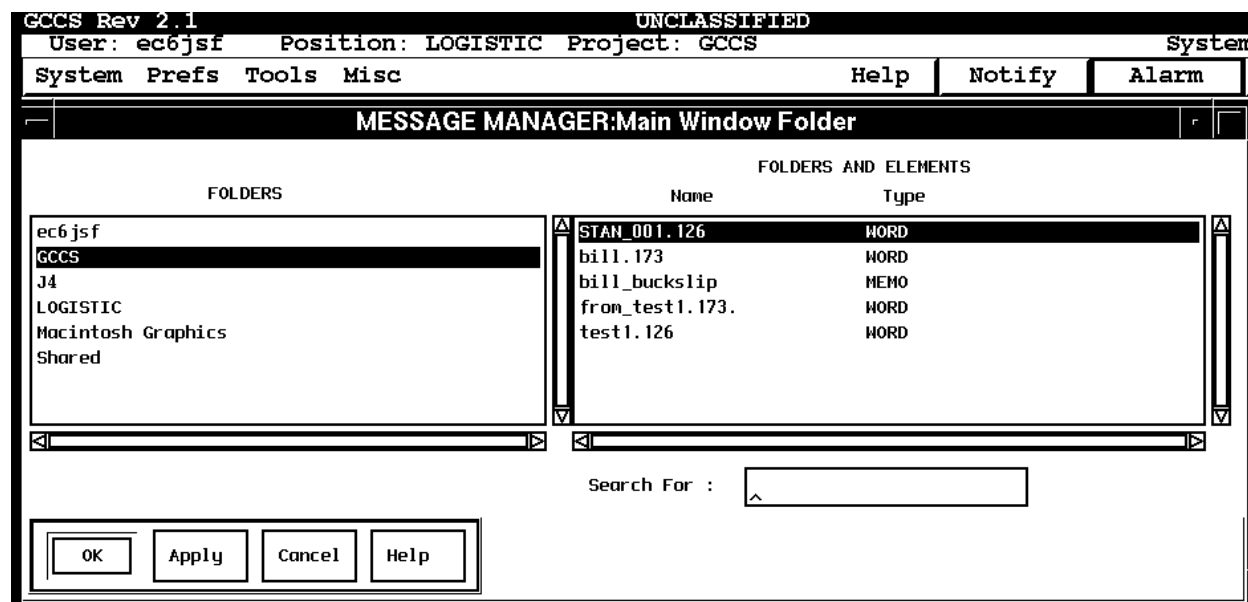 GCCS Rev 2.1 UNCLASSIFIED
User: ec6jsf Position: LOGISTIC Project: GCCS System
System Prefs Tools Misc Help Notify Alarm
MESSAGE MANAGER:Main Window Folder
FOLDERS AND ELEMENTS
FOLDERS Name Type
ec6jsf STAN_001.126 WORD
GCCS bill.173 WORD
J4 bill_buckslip MEMO
LOGISTIC from_test1.173. WORD
Macintosh Graphics test1.126 WORD
Shared
Search For :
OK Apply Cancel Help